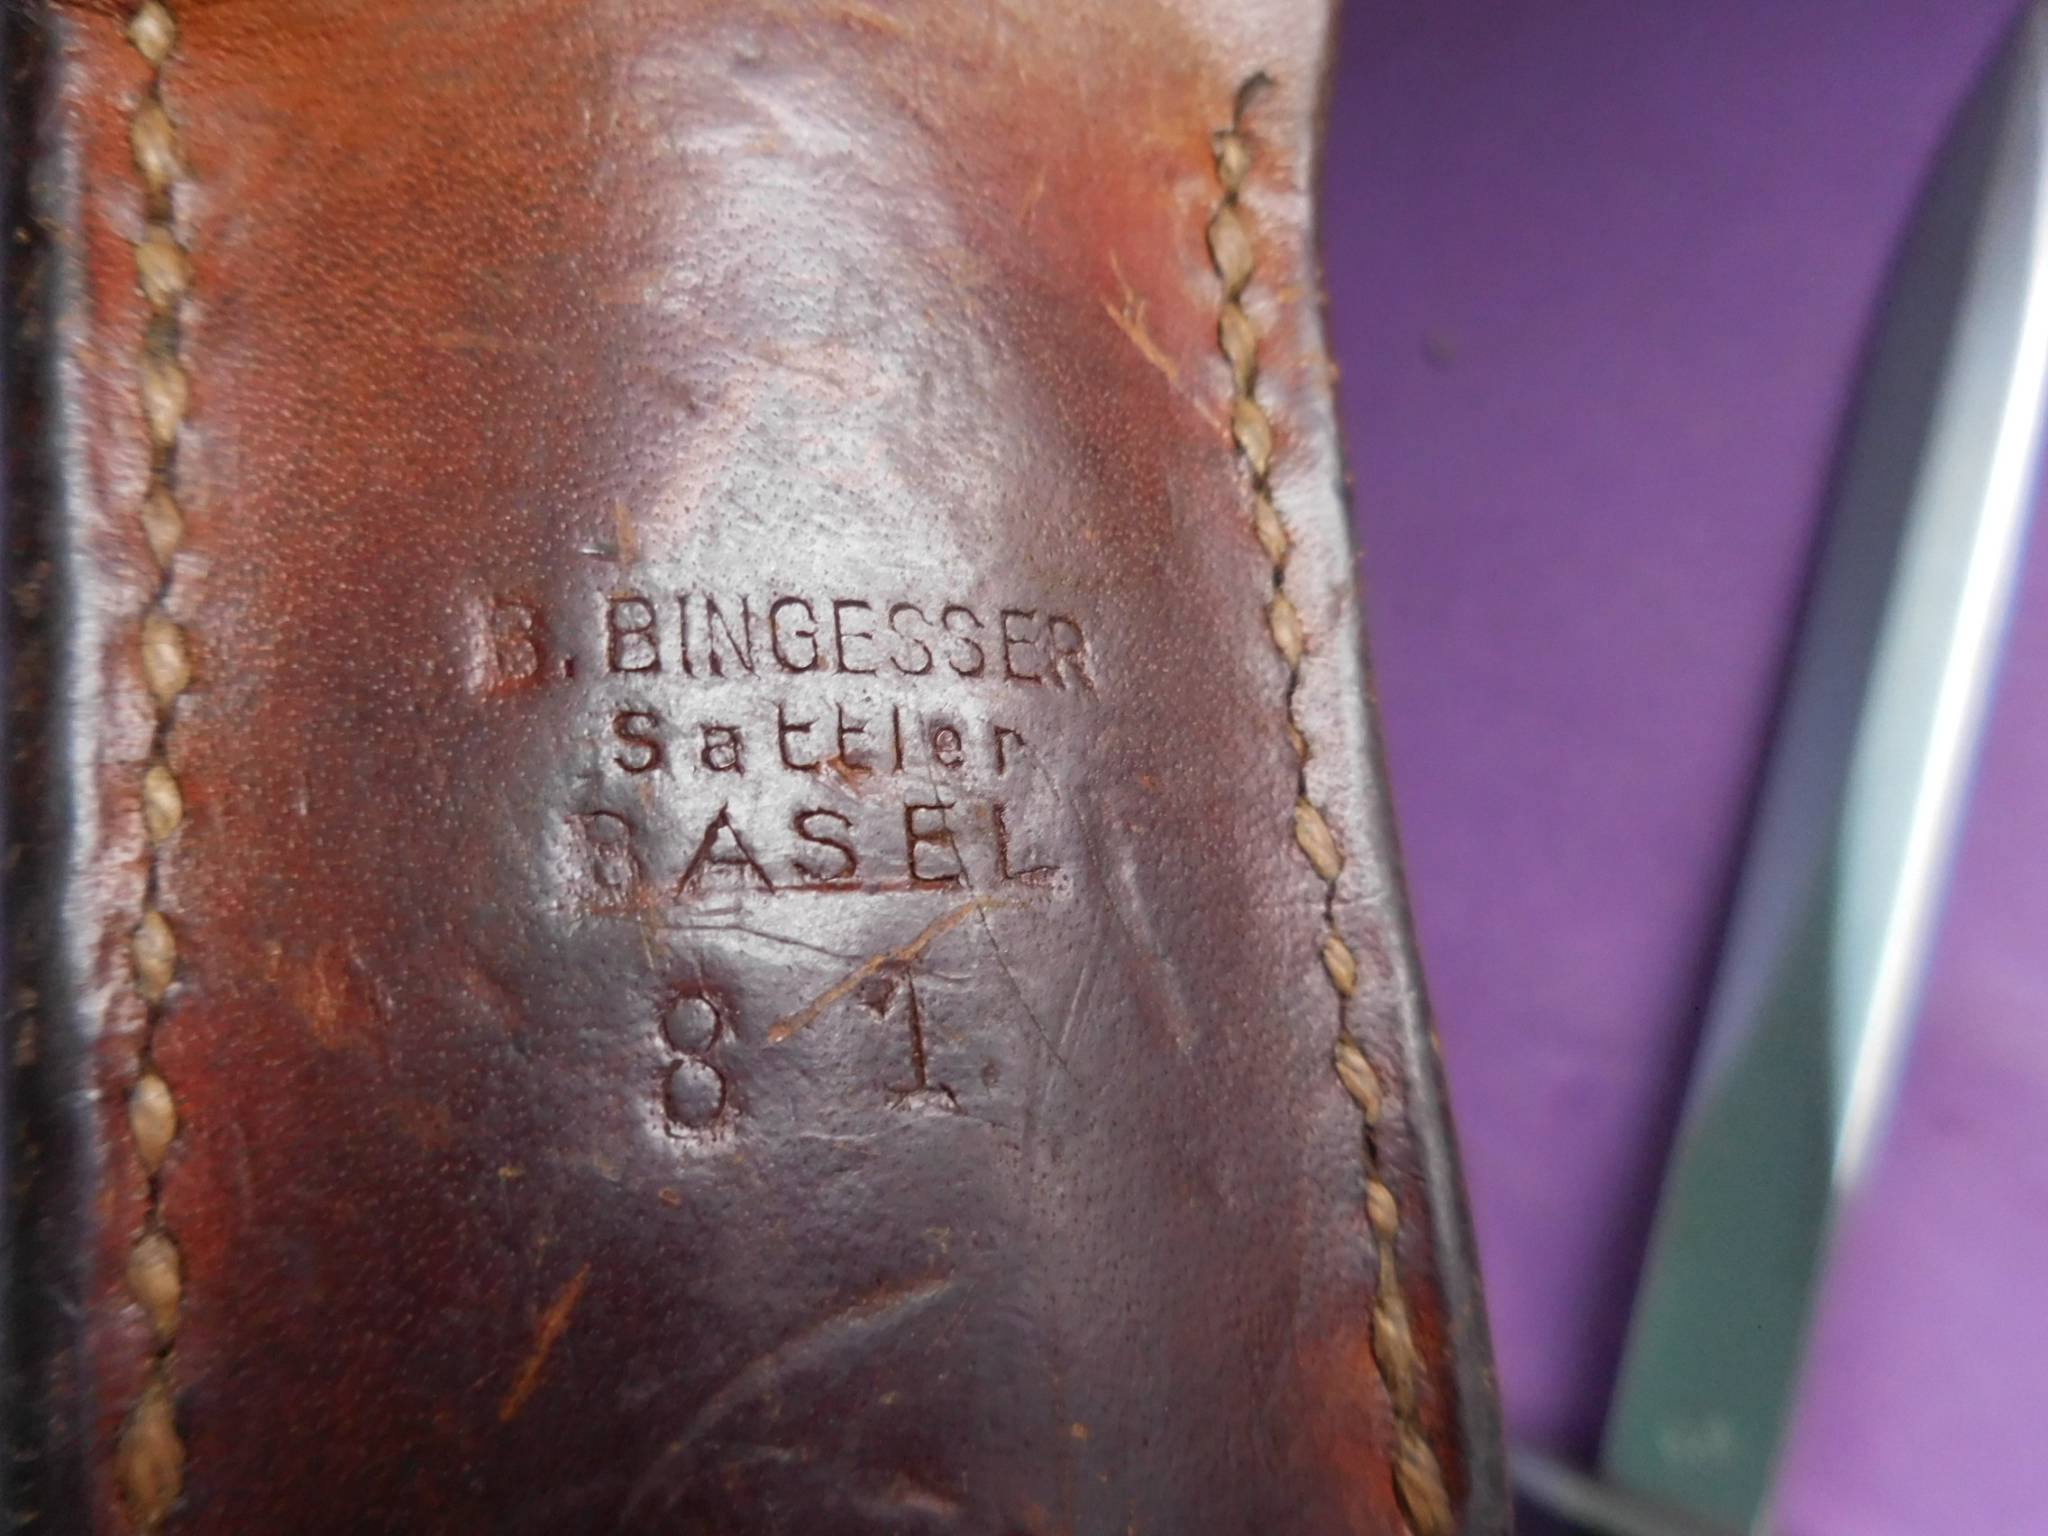 B. BINGESSER
Sattler
BASEL
81